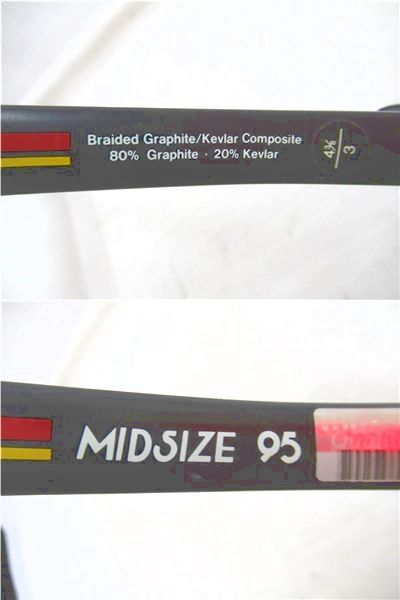 Braided Graphite/Kevlar Composite
80% Graphite · 20% Kevlar
4⅜
3
MIDSIZE 95